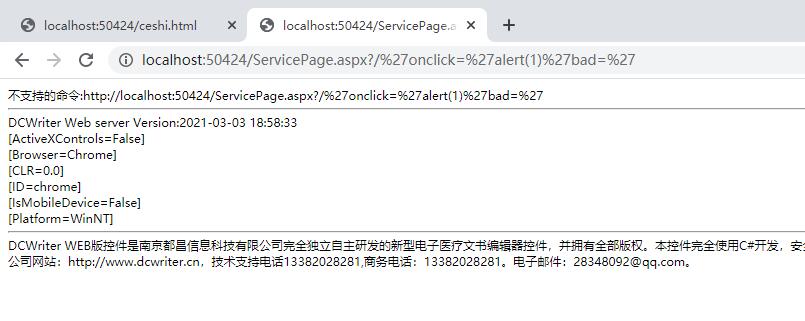 localhost:50424/ceshi.html
localhost:50424/ServicePage.a
localhost:50424/ServicePage.aspx?/%27onclick=%27alert(1)%27bad=%27
不支持的命令:http://localhost:50424/ServicePage.aspx?/%27onclick=%27alert(1)%27bad=%27
DCWriter Web server Version:2021-03-03 18:58:33
[ActiveXControls=False]
[Browser=Chrome]
[CLR=0.0]
[ID=chrome]
[IsMobileDevice=False]
[Platform=WinNT]
DCWriter WEB版控件是南京都昌信息科技有限公司完全独立自主研发的新型电子医疗文书编辑器控件，并拥有全部版权。本控件完全使用C#开发，安全
公司网站：http://www.dcwriter.cn，技术支持电话13382028281,商务电话：13382028281。电子邮件：28348092@qq.com。